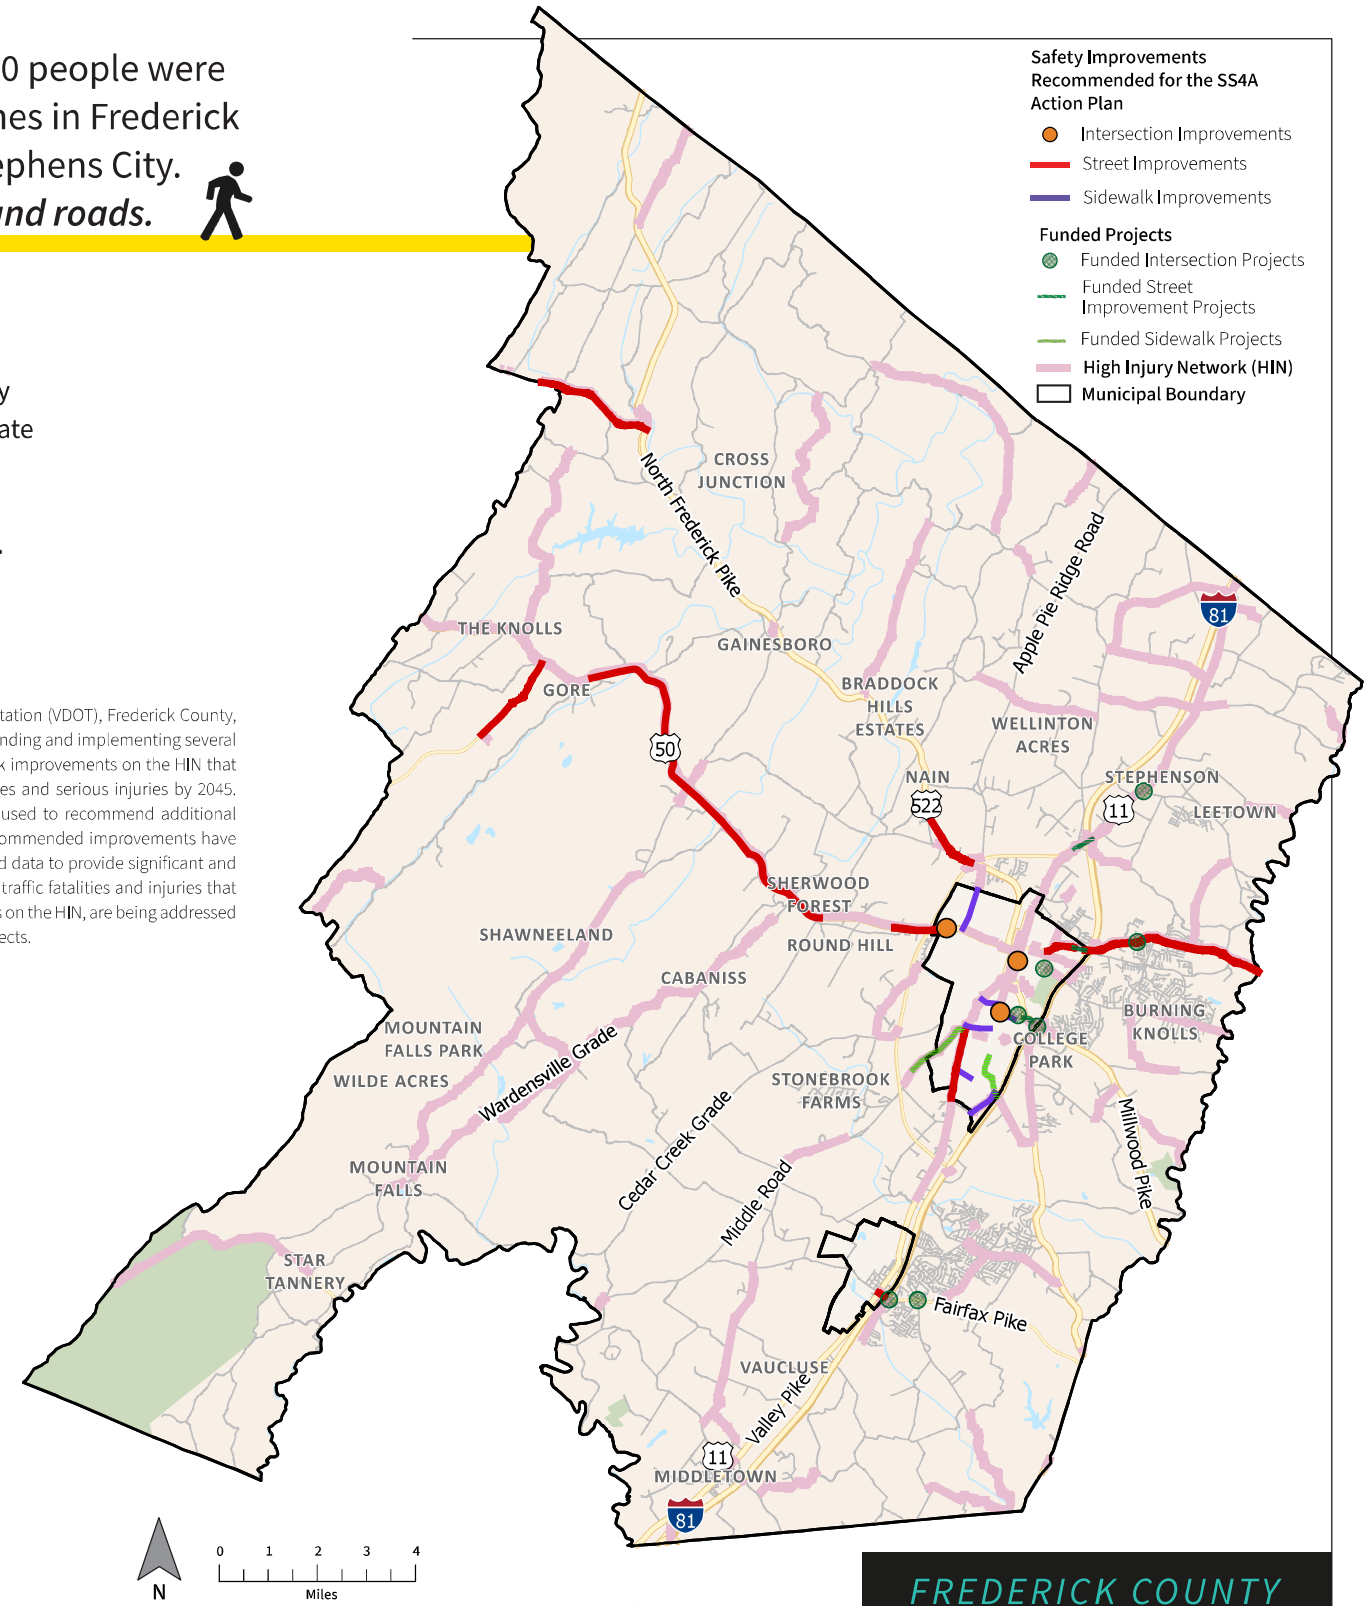 0 people were
nes in Frederick
ephens City.
and roads.
y
ate
.
tation (VDOT), Frederick County,
nding and implementing several
k improvements on the HIN that
es and serious injuries by 2045.
used to recommend additional
commended improvements have
d data to provide significant and
traffic fatalities and injuries that
s on the HIN, are being addressed
ects.
Safety Improvements
Recommended for the SS4A
Action Plan
Intersection Improvements
Street Improvements
Sidewalk Improvements
Funded Projects
Funded Intersection Projects
Funded Street
Improvement Projects
Funded Sidewalk Projects
High Injury Network (HIN)
Municipal Boundary
CROSS
JUNCTION
North Frederick Pike
Apple Pie Ridge Road
81
THE KNOLLS
GAINESBORO
GORE
BRADDOCK
HILLS
ESTATES
WELLINTON
ACRES
50
NAIN
522
STEPHENSON
11
LEETOWN
SHERWOOD
FOREST
ROUND HILL
SHAWNEELAND
CABANISS
MOUNTAIN
FALLS PARK
WILDE ACRES
Wardensville Grade
BURNING
KNOLLS
COLLEGE
PARK
STONEBROOK
FARMS
Cedar Creek Grade
Middle Road
Millwood Pike
MOUNTAIN
FALLS
STAR
TANNERY
Fairfax Pike
VAUCLUSE
Valley Pike
11
MIDDLETOWN
81
N
0 1 2 3 4
Miles
FREDERICK COUNTY